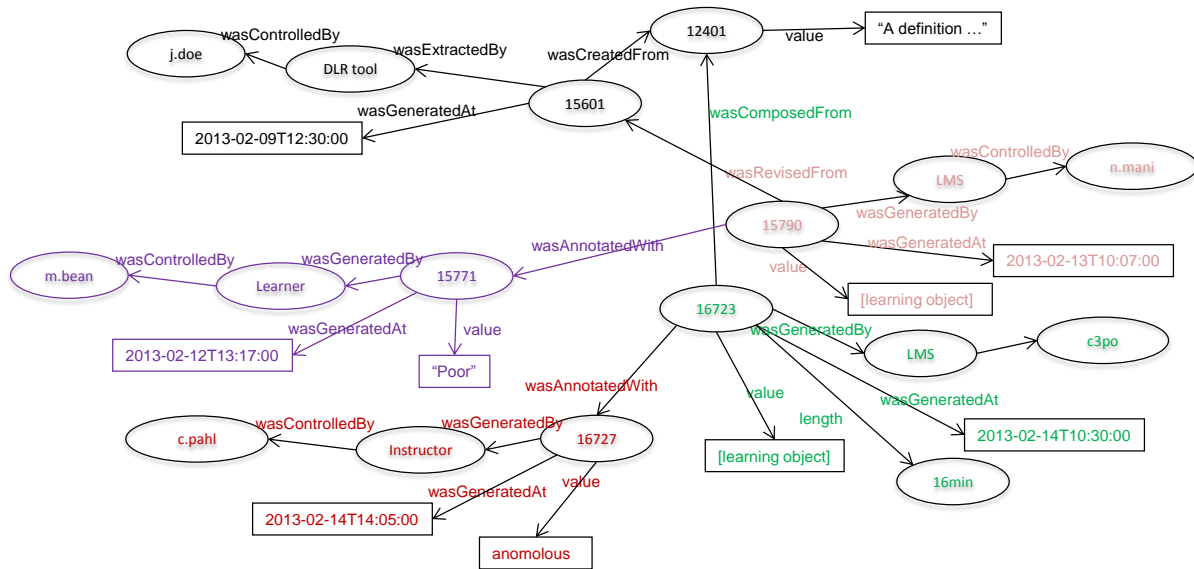 12401
value
“A definition …”
j.doe
wasControlledBy
DLR tool
wasExtractedBy
wasCreatedFrom
15601
wasGeneratedAt
2013-02-09T12:30:00
wasComposedFrom
wasRevisedFrom
wasControlledBy
n.mani
LMS
wasGeneratedBy
15790
wasGeneratedAt
2013-02-13T10:07:00
value
[learning object]
wasAnnotatedWith
m.bean
wasControlledBy
Learner
wasGeneratedBy
15771
wasGeneratedAt
2013-02-12T13:17:00
value
“Poor”
16723
wasGeneratedBy
LMS
c3po
wasGeneratedAt
2013-02-14T10:30:00
value
[learning object]
length
16min
wasAnnotatedWith
c.pahl
wasControlledBy
Instructor
wasGeneratedBy
16727
wasGeneratedAt
2013-02-14T14:05:00
value
anomolous